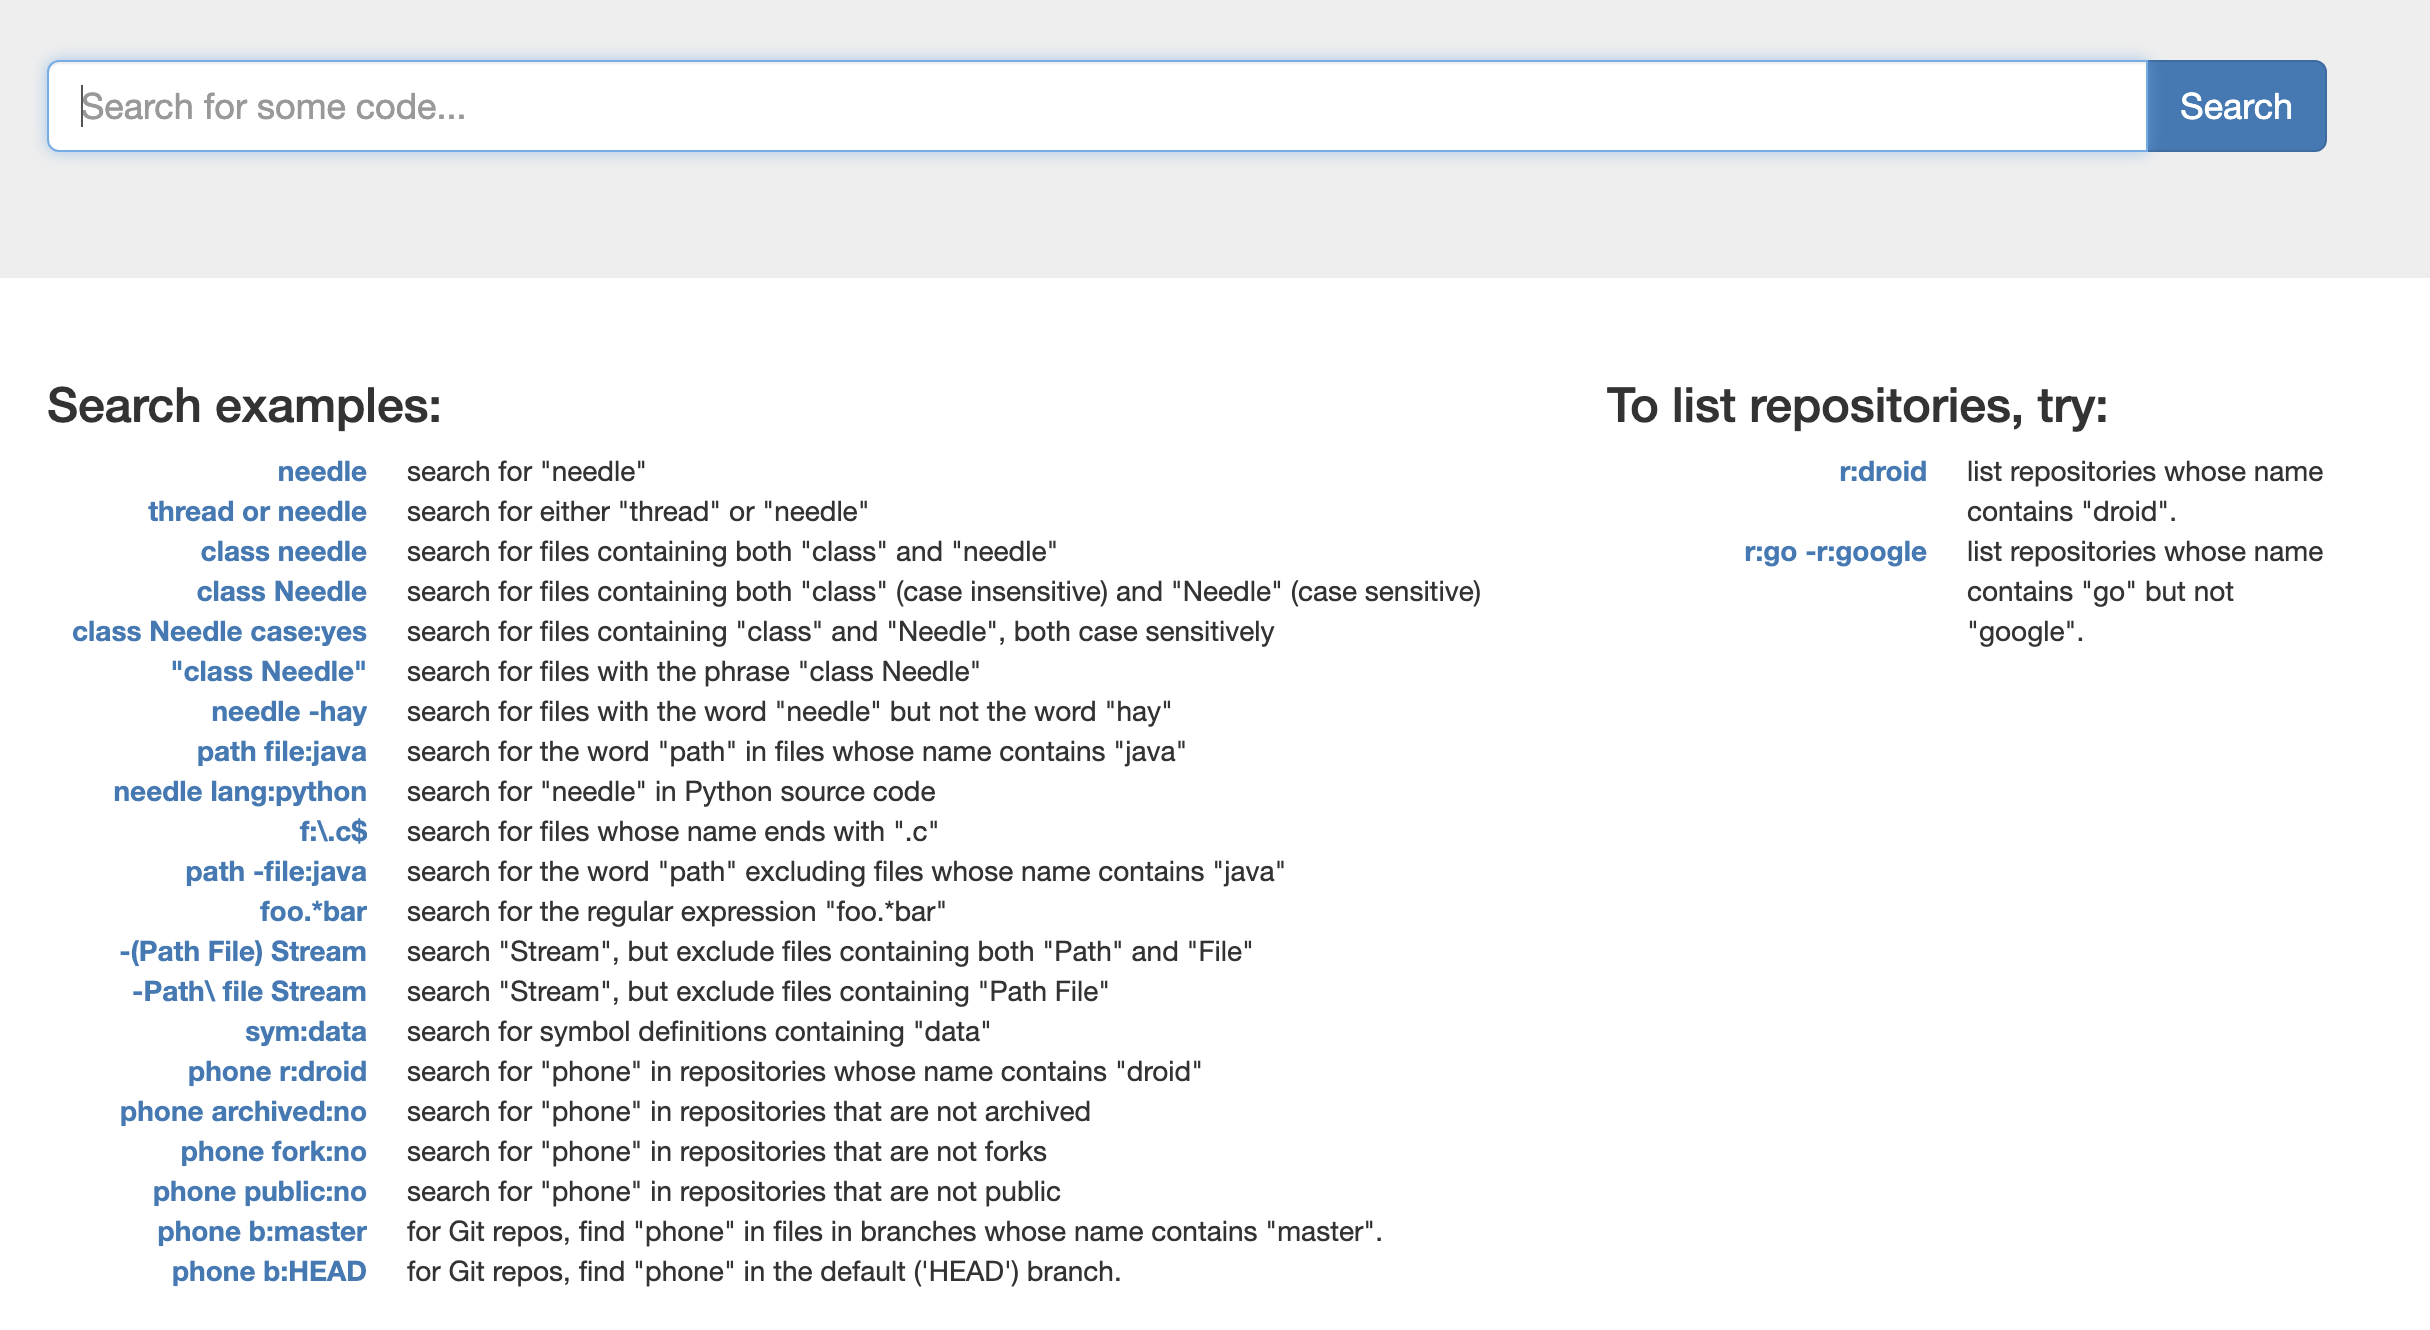 Search for some code...
Search
Search examples:
needle search for "needle"
thread or needle search for either "thread" or "needle"
class needle search for files containing both "class" and "needle"
class Needle search for files containing both "class" (case insensitive) and "Needle" (case sensitive)
class Needle case:yes search for files containing "class" and "Needle", both case sensitively
"class Needle" search for files with the phrase "class Needle"
needle -hay search for files with the word "needle" but not the word "hay"
path file:java search for the word "path" in files whose name contains "java"
needle lang:python search for "needle" in Python source code
f:\.c$ search for files whose name ends with ".c"
path -file:java search for the word "path" excluding files whose name contains "java"
foo.*bar search for the regular expression "foo.*bar"
-(Path File) Stream search "Stream", but exclude files containing both "Path" and "File"
-Path\ file Stream search "Stream", but exclude files containing "Path File"
sym:data search for symbol definitions containing "data"
phone r:droid search for "phone" in repositories whose name contains "droid"
phone archived:no search for "phone" in repositories that are not archived
phone fork:no search for "phone" in repositories that are not forks
phone public:no search for "phone" in repositories that are not public
phone b:master for Git repos, find "phone" in files in branches whose name contains "master".
phone b:HEAD for Git repos, find "phone" in the default ('HEAD') branch.
To list repositories, try:
r:droid list repositories whose name
contains "droid".
r:go -r:google list repositories whose name
contains "go" but not
"google".